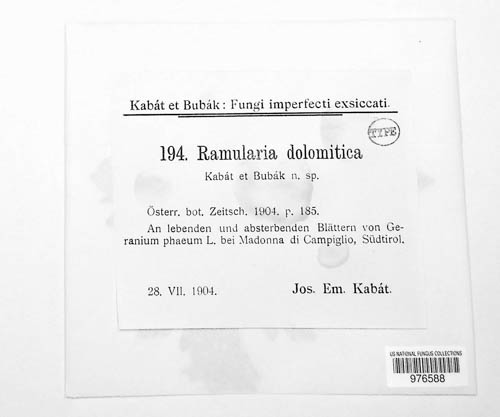 Kabát et Bubák: Fungi imperfecti exsiccati.
TYPE
194. Ramularia dolomitica
Kabát et Bubák n. sp.
Österr. bot. Zeitsch. 1904. p. 185.
An lebenden und absterbenden Blättern von Ge-
ranium phaeum L. bei Madonna di Campiglio, Südtirol.
28. VII. 1904.
Jos. Em. Kabát.
US NATIONAL FUNGUS COLLECTIONS
976588